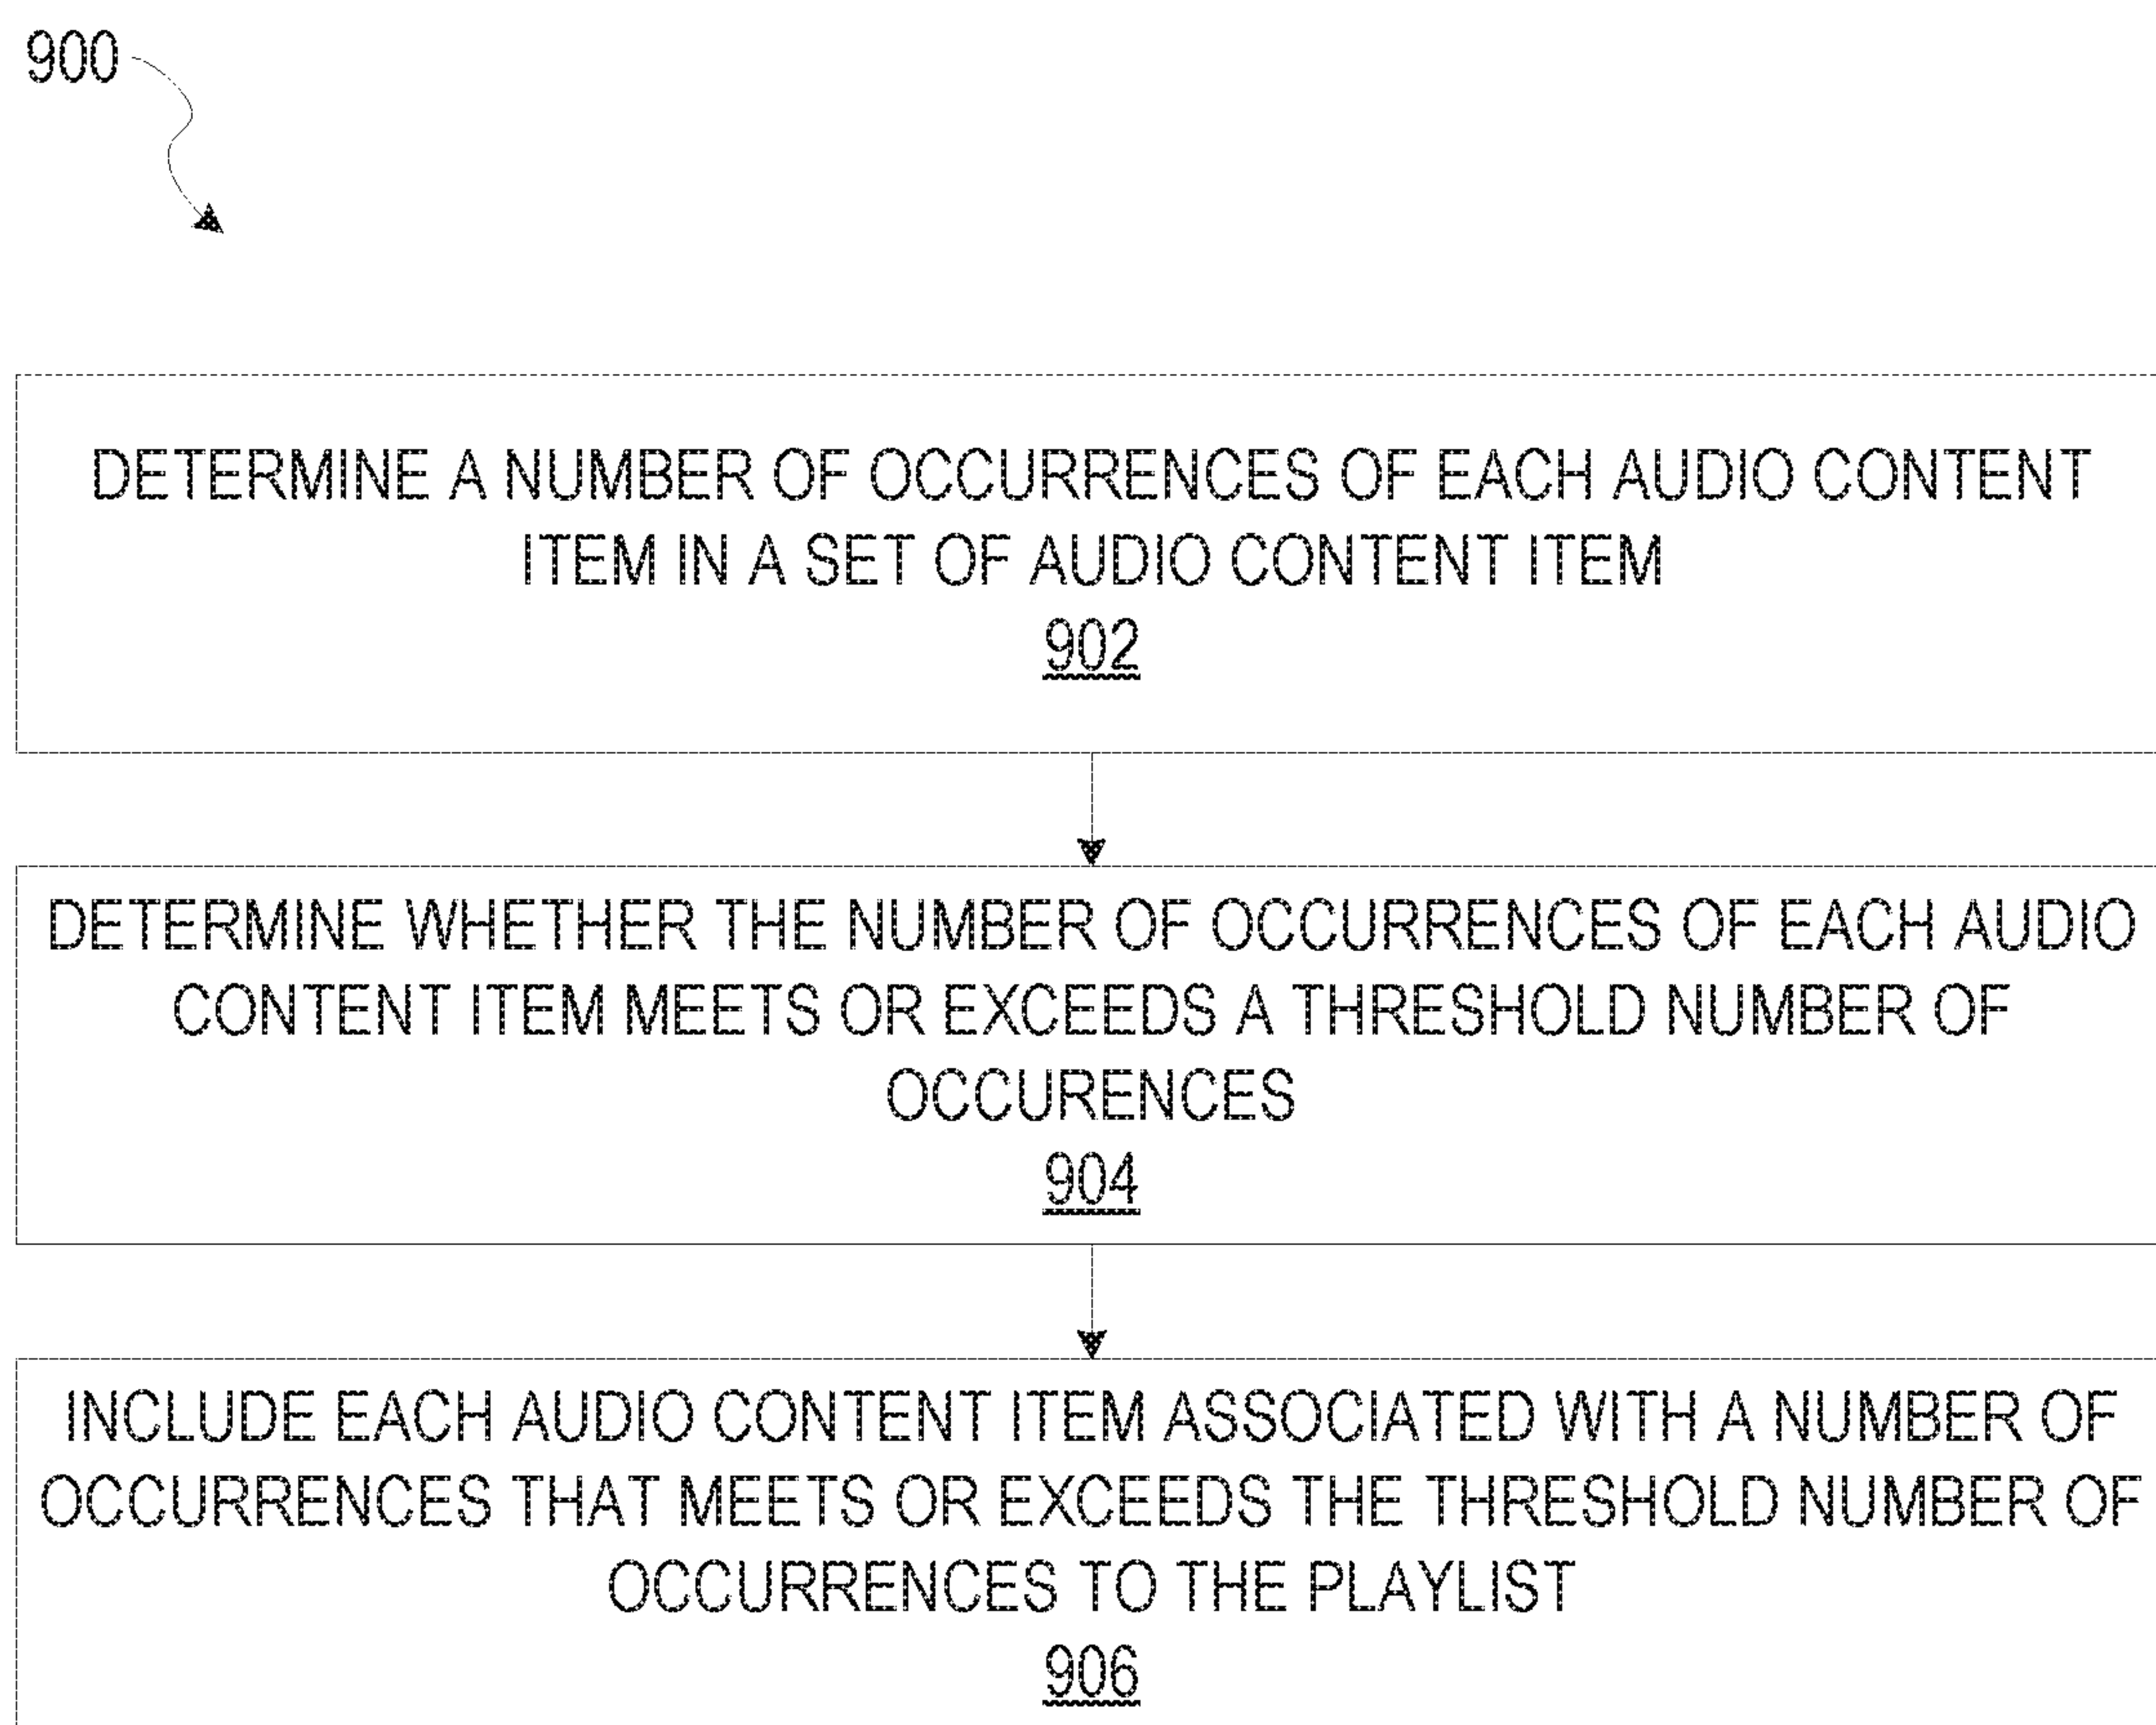 900
DETERMINE A NUMBER OF OCCURRENCES OF EACH AUDIO CONTENT
ITEM IN A SET OF AUDIO CONTENT ITEM
902
DETERMINE WHETHER THE NUMBER OF OCCURRENCES OF EACH AUDIO
CONTENT ITEM MEETS OR EXCEEDS A THRESHOLD NUMBER OF
OCCURENCES
904
INCLUDE EACH AUDIO CONTENT ITEM ASSOCIATED WITH A NUMBER OF
OCCURRENCES THAT MEETS OR EXCEEDS THE THRESHOLD NUMBER OF
OCCURRENCES TO THE PLAYLIST
906